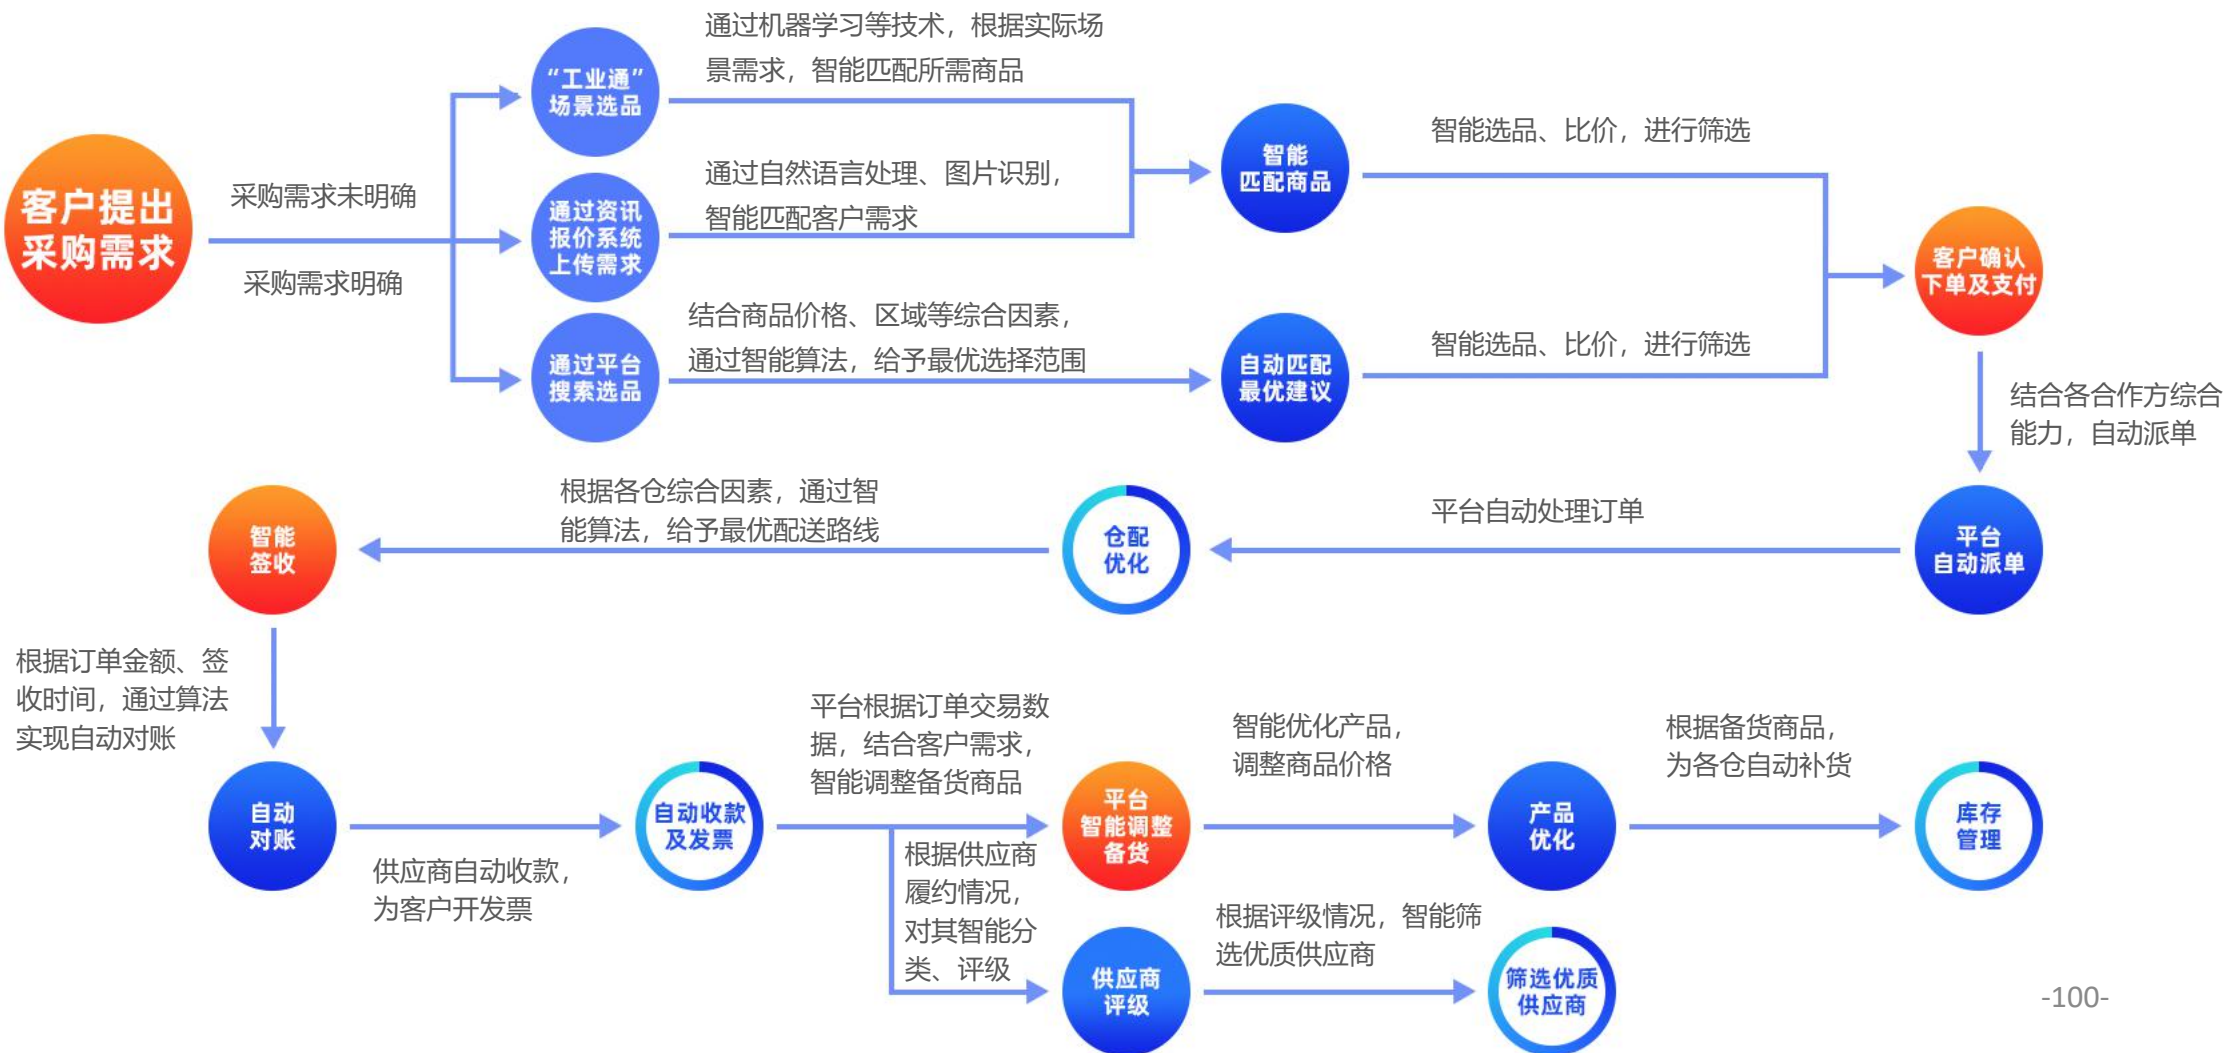 客户提出
采购需求
采购需求未明确
采购需求明确
“工业通”
场景选品
通过机器学习等技术，根据实际场
景需求，智能匹配所需商品
通过资讯
报价系统
上传需求
通过自然语言处理、图片识别，
智能匹配客户需求
通过平台
搜索选品
结合商品价格、区域等综合因素，
通过智能算法，给予最优选择范围
智能
匹配商品
智能选品、比价，进行筛选
自动匹配
最优建议
智能选品、比价，进行筛选
客户确认
下单及支付
结合各合作方综合
能力，自动派单
平台
自动派单
平台自动处理订单
仓配
优化
根据各仓综合因素，通过智
能算法，给予最优配送路线
智能
签收
根据订单金额、签
收时间，通过算法
实现自动对账
自动
对账
供应商自动收款，
为客户开发票
自动收款
及发票
平台根据订单交易数
据，结合客户需求，
智能调整备货商品
平台
智能调整
备货
智能优化产品，
调整商品价格
产品
优化
根据备货商品，
为各仓自动补货
库存
管理
根据供应商
履约情况，
对其智能分
类、评级
供应商
评级
根据评级情况，智能筛
选优质供应商
筛选优质
供应商
-100-